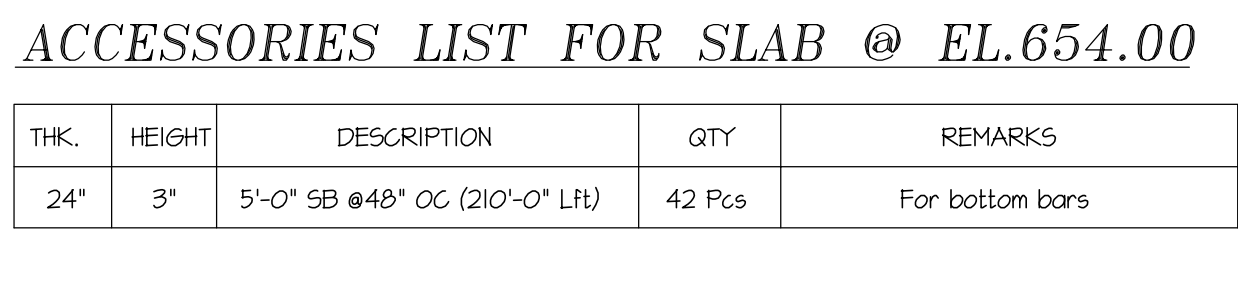 ACCESSORIES LIST FOR SLAB @ EL.654.00
THK. HEIGHT DESCRIPTION QTY REMARKS
24" 3" 5'-0" SB @48" OC (210'-0" Lft) 42 Pcs For bottom bars